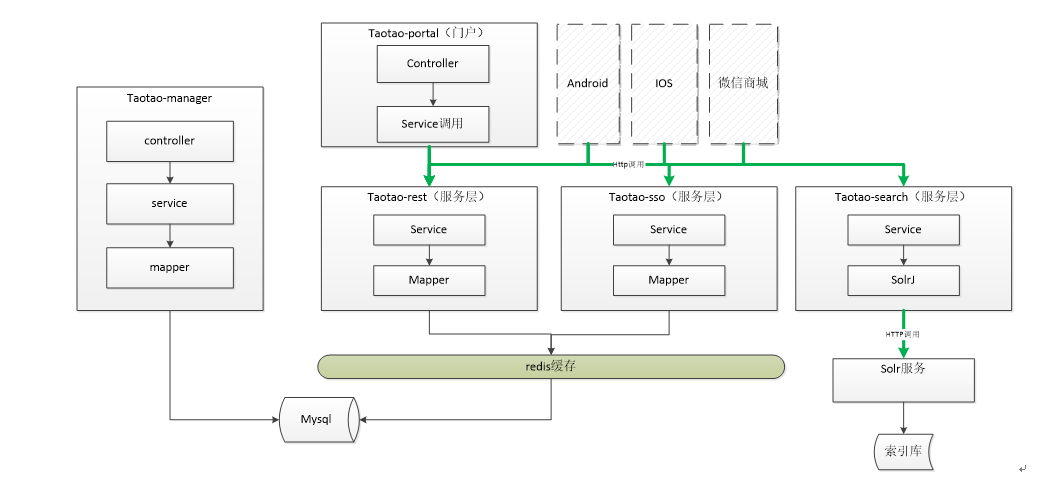 Taotao-portal（门户）
Controller
Service调用
Android
IOS
微信商城
Taotao-manager
controller
service
mapper
Http调用
Taotao-rest（服务层）
Service
Mapper
Taotao-sso（服务层）
Service
Mapper
Taotao-search（服务层）
Service
SolrJ
HTTP调用
redis缓存
Solr服务
Mysql
索引库